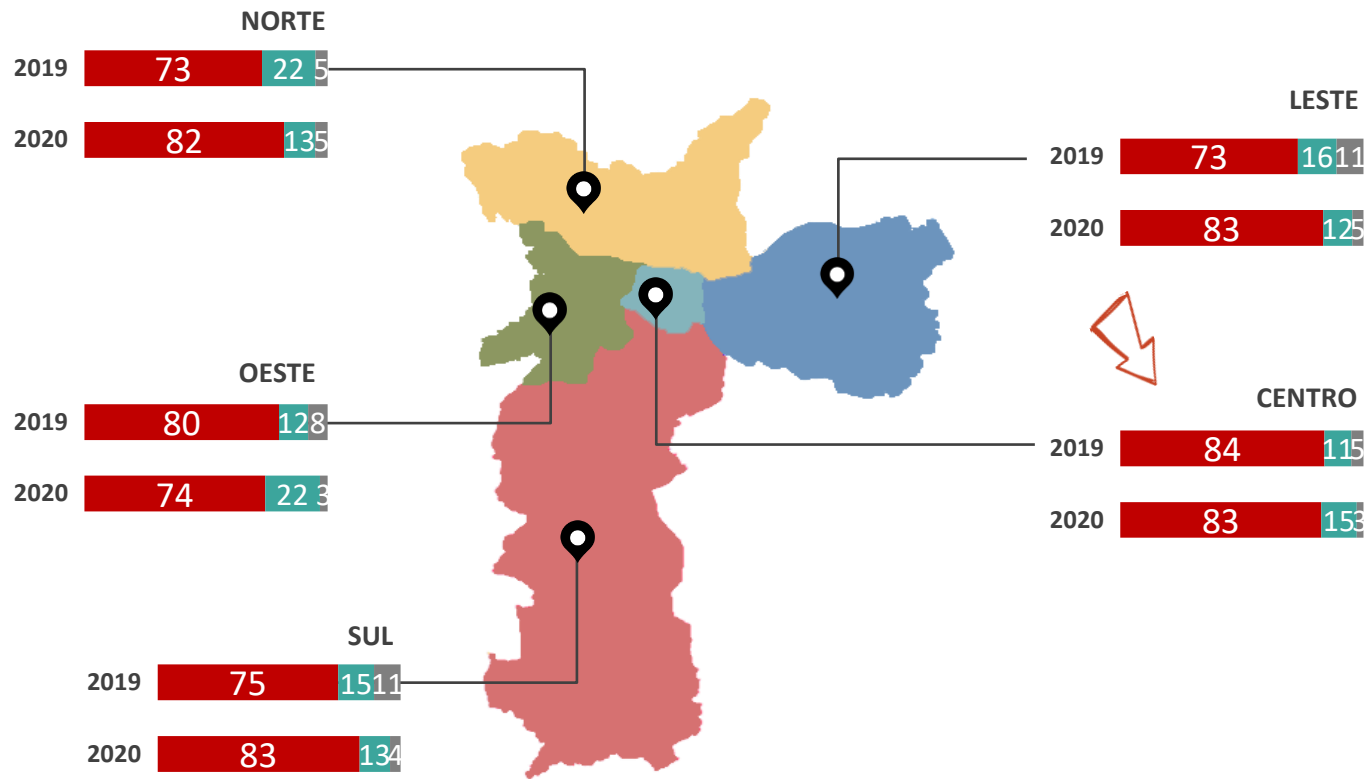 NORTE
2019 73 22 5
2020 82 13 5
LESTE
2019 73 16 11
2020 83 12 5
OESTE
2019 80 12 8
2020 74 22 3
CENTRO
2019 84 11 5
2020 83 15 3
SUL
2019 75 15 11
2020 83 13 4